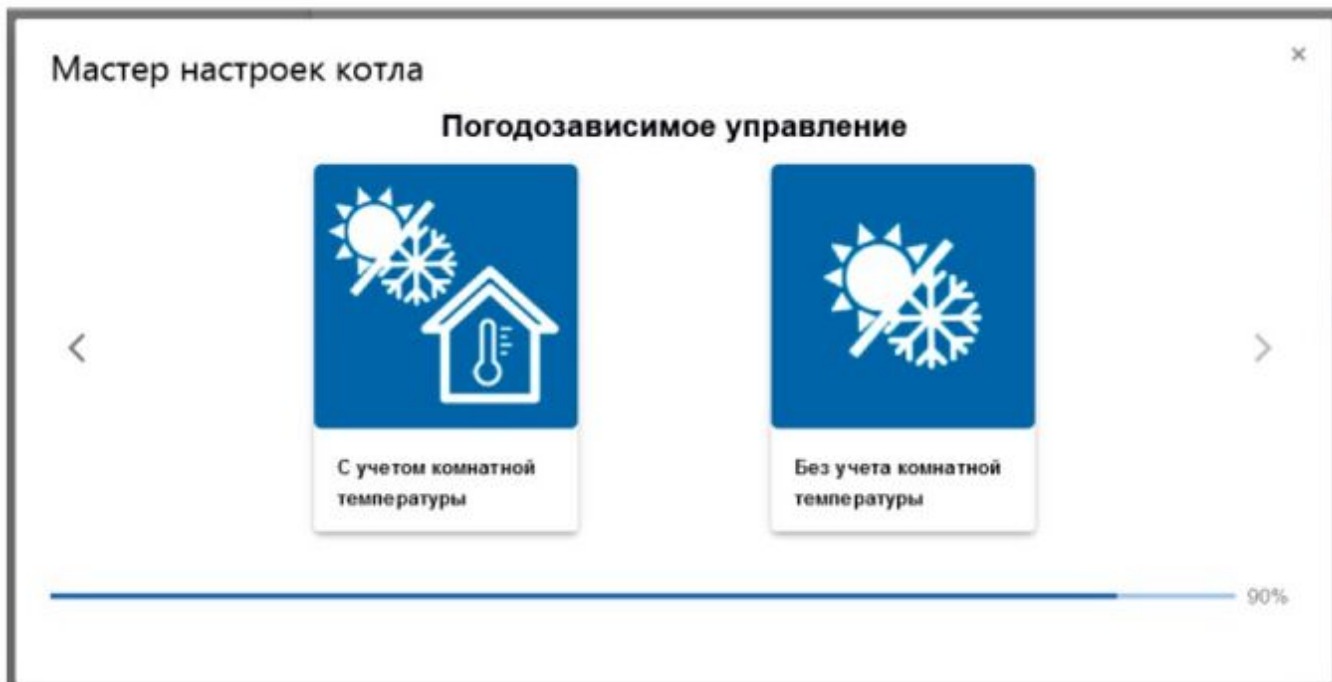 Мастер настроек котла
×
Погодозависимое управление
С учетом комнатной
температуры
Без учета комнатной
температуры
90%